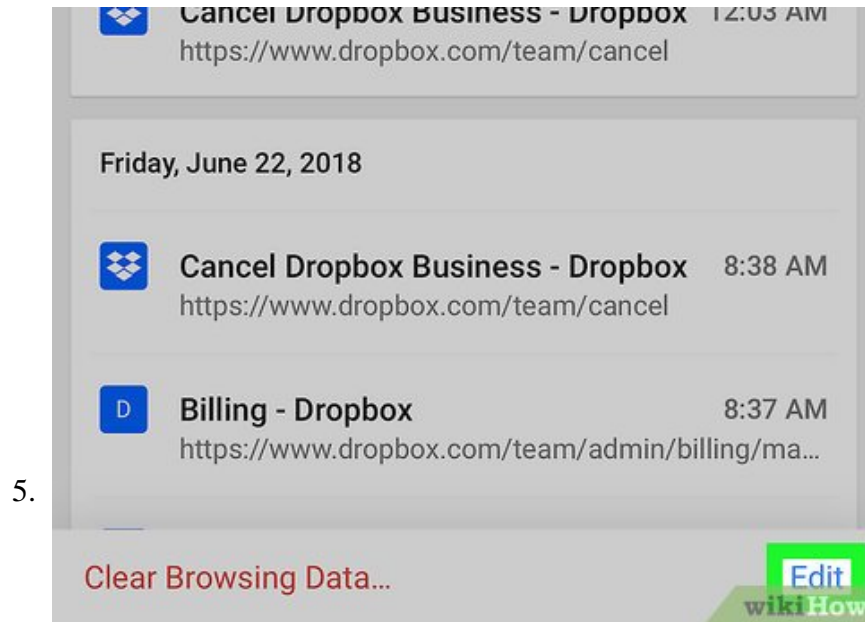 Cancel Dropbox Business - Dropbox 12:03 AM
https://www.dropbox.com/team/cancel
Friday, June 22, 2018
Cancel Dropbox Business - Dropbox 8:38 AM
https://www.dropbox.com/team/cancel
D Billing - Dropbox 8:37 AM
https://www.dropbox.com/team/admin/billing/ma...
5.
Clear Browsing Data... Edit
wikiHow